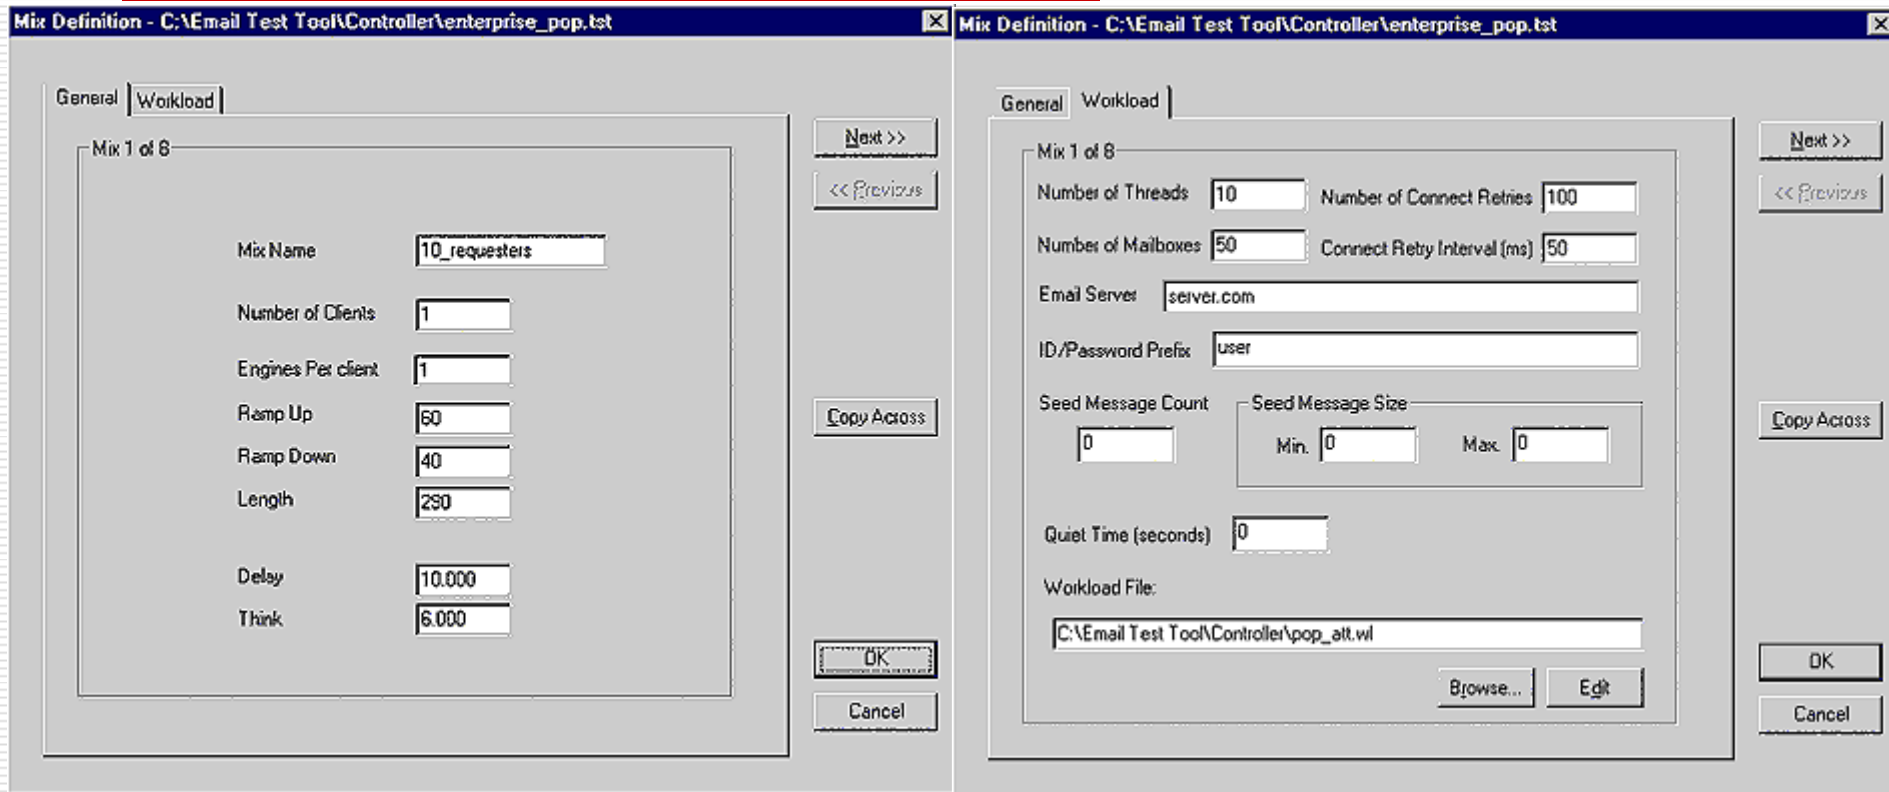 Mix Definition - C:\Email Test Tool\Controller\enterprise_pop.tst
General Workload
Mix 1 of 8
Mix Name 10_requesters
Number of Clients 1
Engines Per client 1
Ramp Up 60
Ramp Down 40
Length 290
Delay 10.000
Think 6.000
Next >>
<< Previous
Copy Across
OK
Cancel
Mix Definition - C:\Email Test Tool\Controller\enterprise_pop.tst
General Workload
Mix 1 of 8
Number of Threads 10 Number of Connect Retries 100
Number of Mailboxes 50 Connect Retry Interval (ms) 50
Email Server server.com
ID/Password Prefix user
Seed Message Count Seed Message Size
0 Min. 0 Max. 0
Quiet Time (seconds) 0
Workload File:
C:\Email Test Tool\Controller\pop_att.wl
Browse... Edit
Next >>
<< Previous
Copy Across
OK
Cancel